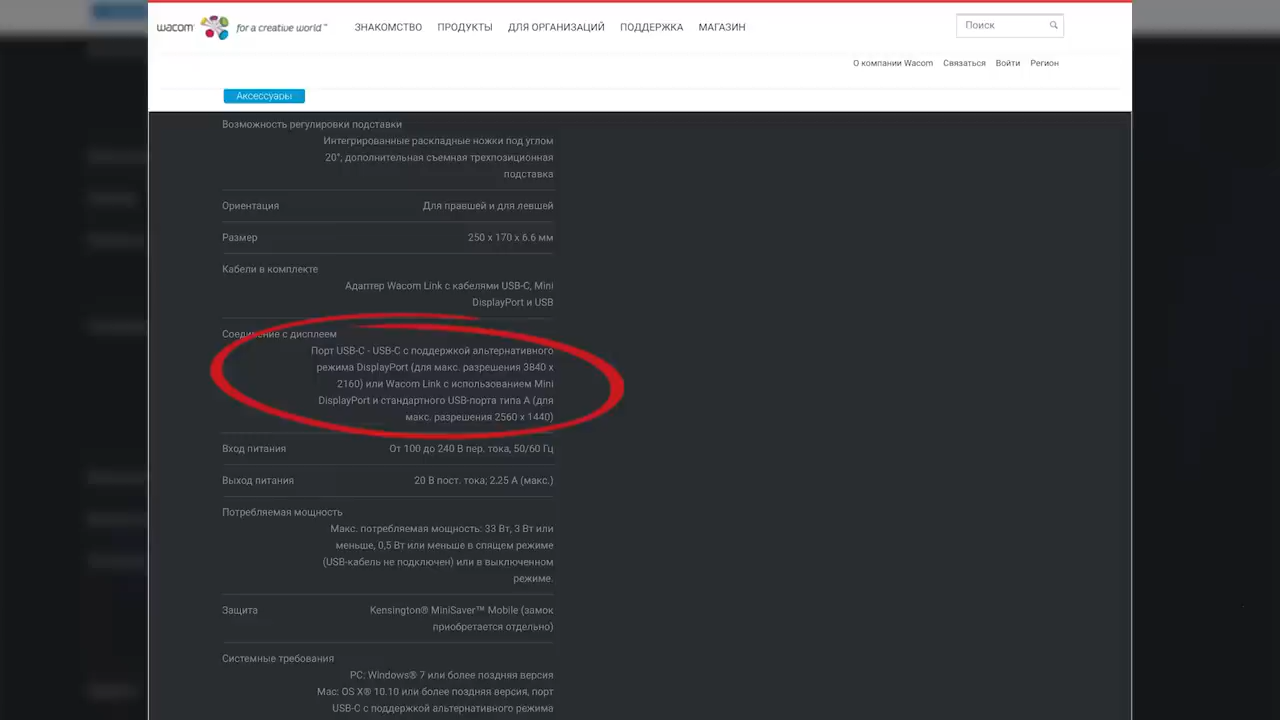 wacom for a creative world™ ЗНАКОМСТВО ПРОДУКТЫ ДЛЯ ОРГАНИЗАЦИЙ ПОДДЕРЖКА МАГАЗИН Поиск
О компании Wacom Связаться Войти Регион
Аксессуары
Возможность регулировки подставки
Интегрированные раскладные ножки под углом
20°, дополнительная съемная трехпозиционная
подставка
Ориентация Для правшей и для левшей
Размер 250 x 170 x 6.6 мм
Кабели в комплекте
Адаптер Wacom Link с кабелями USB-C, Mini
DisplayPort и USB
Соединение с дисплеем
Порт USB-C - USB-C с поддержкой альтернативного
режима DisplayPort (для макс. разрешения 3840 x
2160) или Wacom Link с использованием Mini
DisplayPort и стандартного USB-порта типа A (для
макс. разрешения 2560 x 1440)
Вход питания От 100 до 240 В пер. тока, 50/60 Гц
Выход питания 20 В пост. тока; 2.25 А (макс.)
Потребляемая мощность
Макс. потребляемая мощность: 33 Вт, 3 Вт или
меньше, 0,5 Вт или меньше в спящем режиме
(USB-кабель не подключен) или в выключенном
режиме.
Защита Kensington® MiniSaver™ Mobile (замок
приобретается отдельно)
Системные требования
PC: Windows® 7 или более поздняя версия
Mac: OS X® 10.10 или более поздняя версия, порт
USB-C с поддержкой альтернативного режима